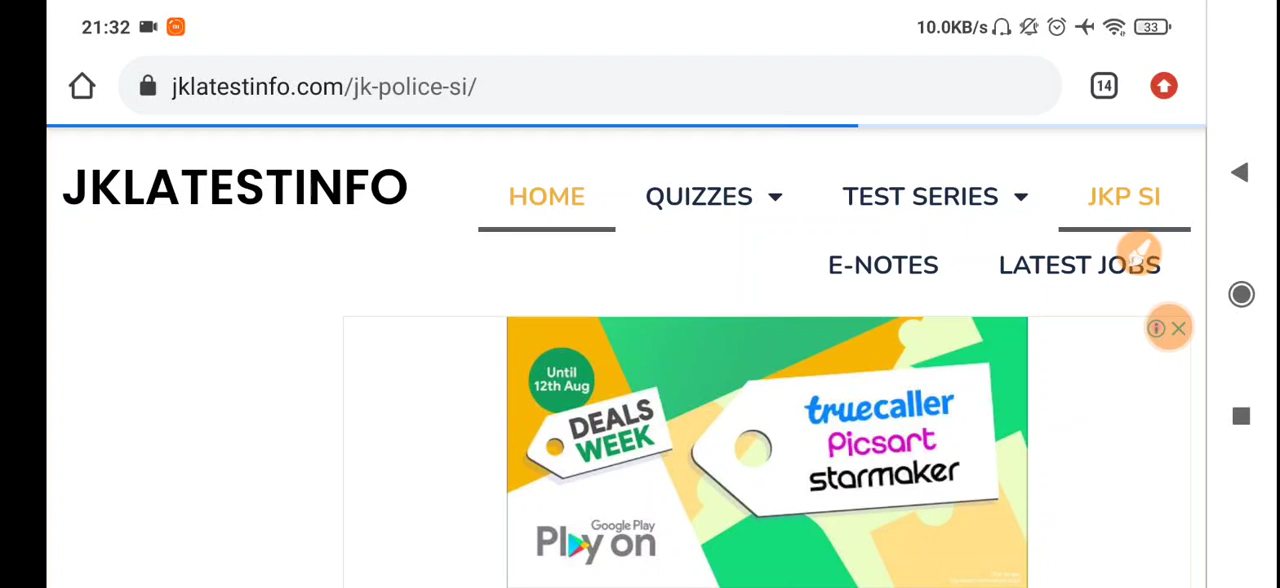 21:32
10.0KB/s
33
jklatestinfo.com/jk-police-si/
14
JKLATESTINFO
HOME
QUIZZES
TEST SERIES
JKP SI
E-NOTES
LATEST JOBS
Until
12th Aug
DEALS
WEEK
truecaller
Picsart
starmaker
Google Play
Play on